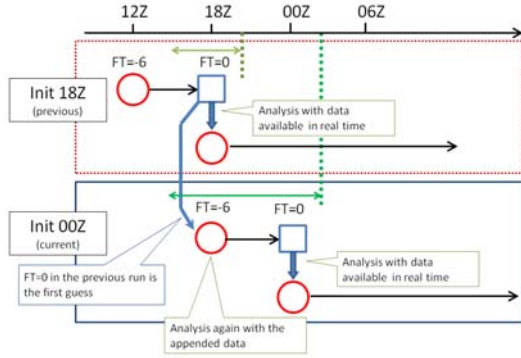 12Z 18Z 00Z 06Z
FT=-6 FT=0
Init 18Z
(previous)
Analysis with data
available in real time
FT=-6 FT=0
Init 00Z
(current)
Analysis with data
available in real time
FT=0 in the previous run is
the first guess
Analysis again with the
appended data